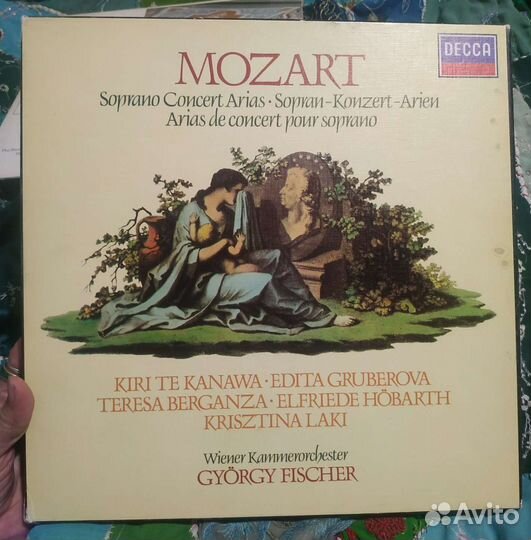 DECCA
MOZART
Soprano Concert Arias · Sopran-Konzert-Arien
Arias de concert pour soprano
KIRI TE KANAWA · EDITA GRUBEROVA
TERESA BERGANZA · ELFRIEDE HÖBARTH
KRISZTINA LAKI
Wiener Kammerorchester
GYÖRGY FISCHER
Avito